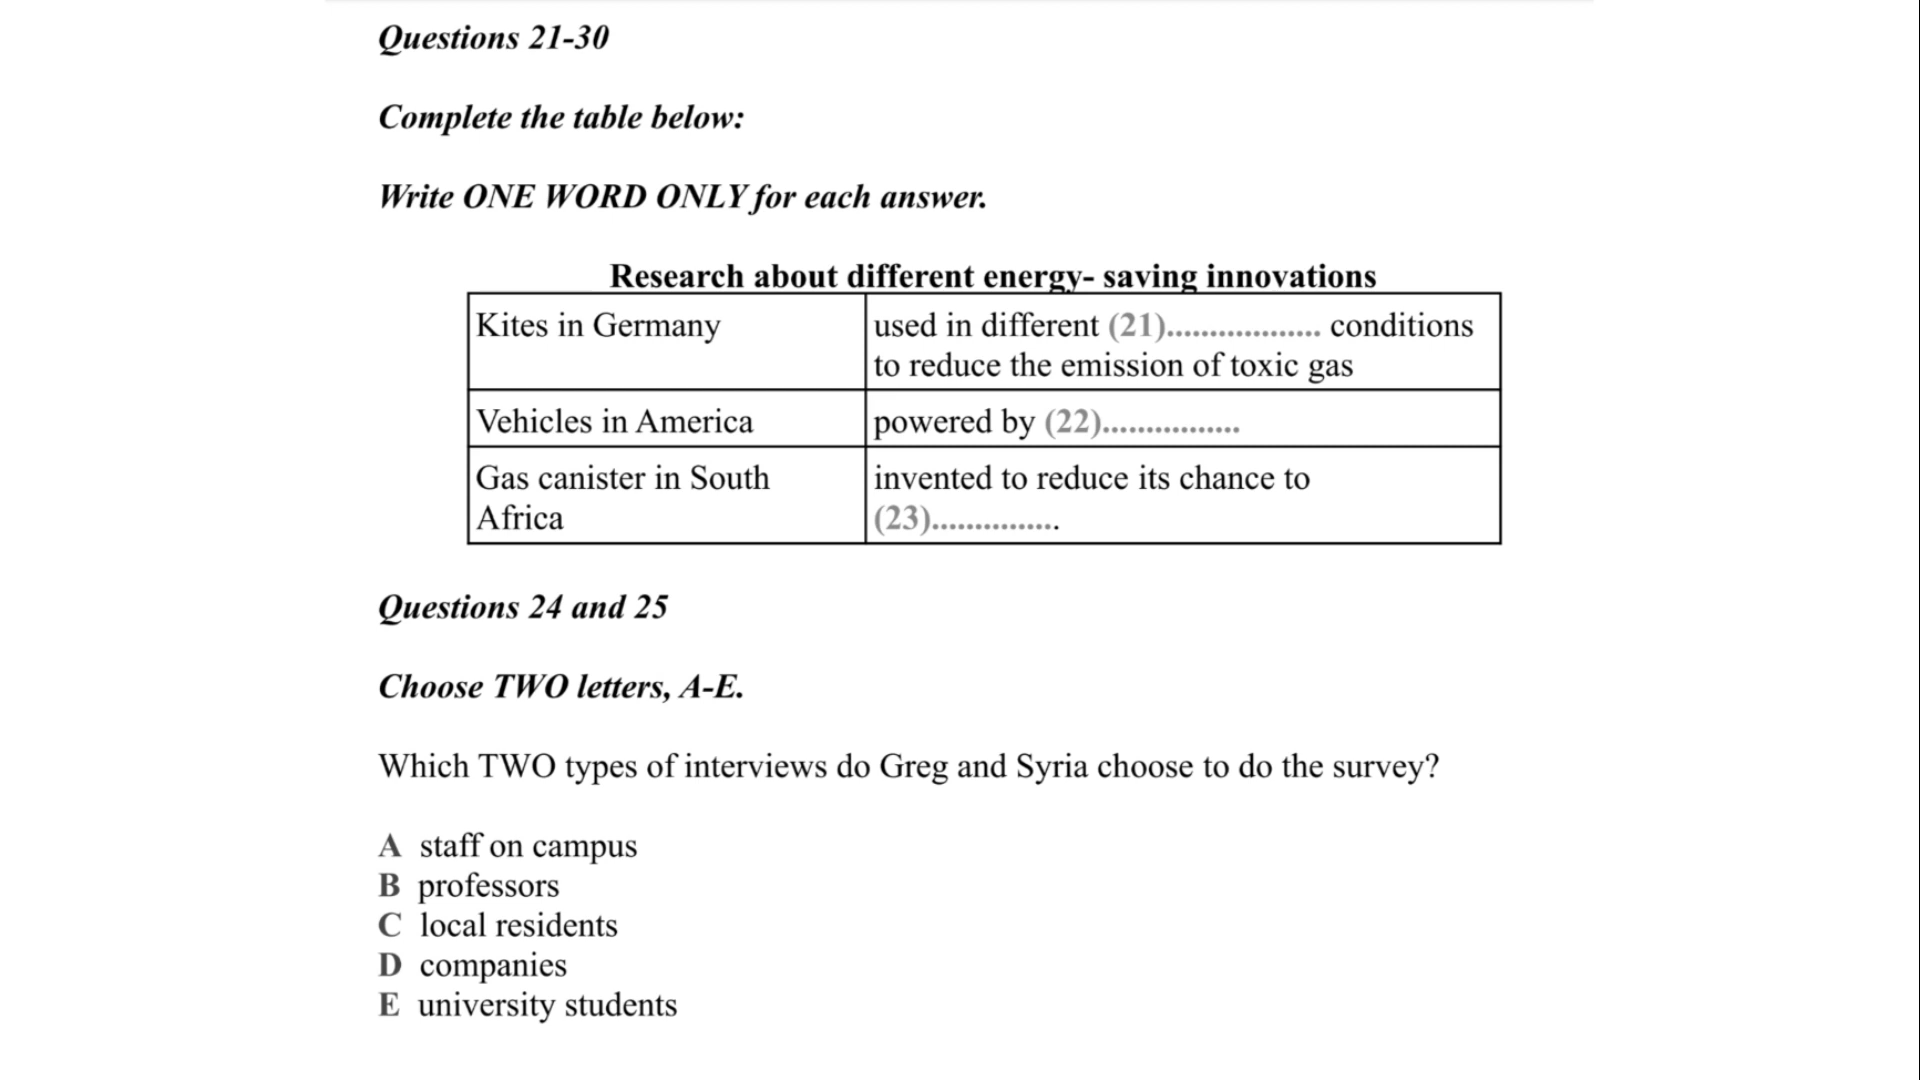 Questions 21-30
Complete the table below:
Write ONE WORD ONLY for each answer.
Research about different energy- saving innovations
Kites in Germany
used in different (21).................. conditions
to reduce the emission of toxic gas
Vehicles in America
powered by (22)................
Gas canister in South
Africa
invented to reduce its chance to
(23)...............
Questions 24 and 25
Choose TWO letters, A-E.
Which TWO types of interviews do Greg and Syria choose to do the survey?
A staff on campus
B professors
C local residents
D companies
E university students